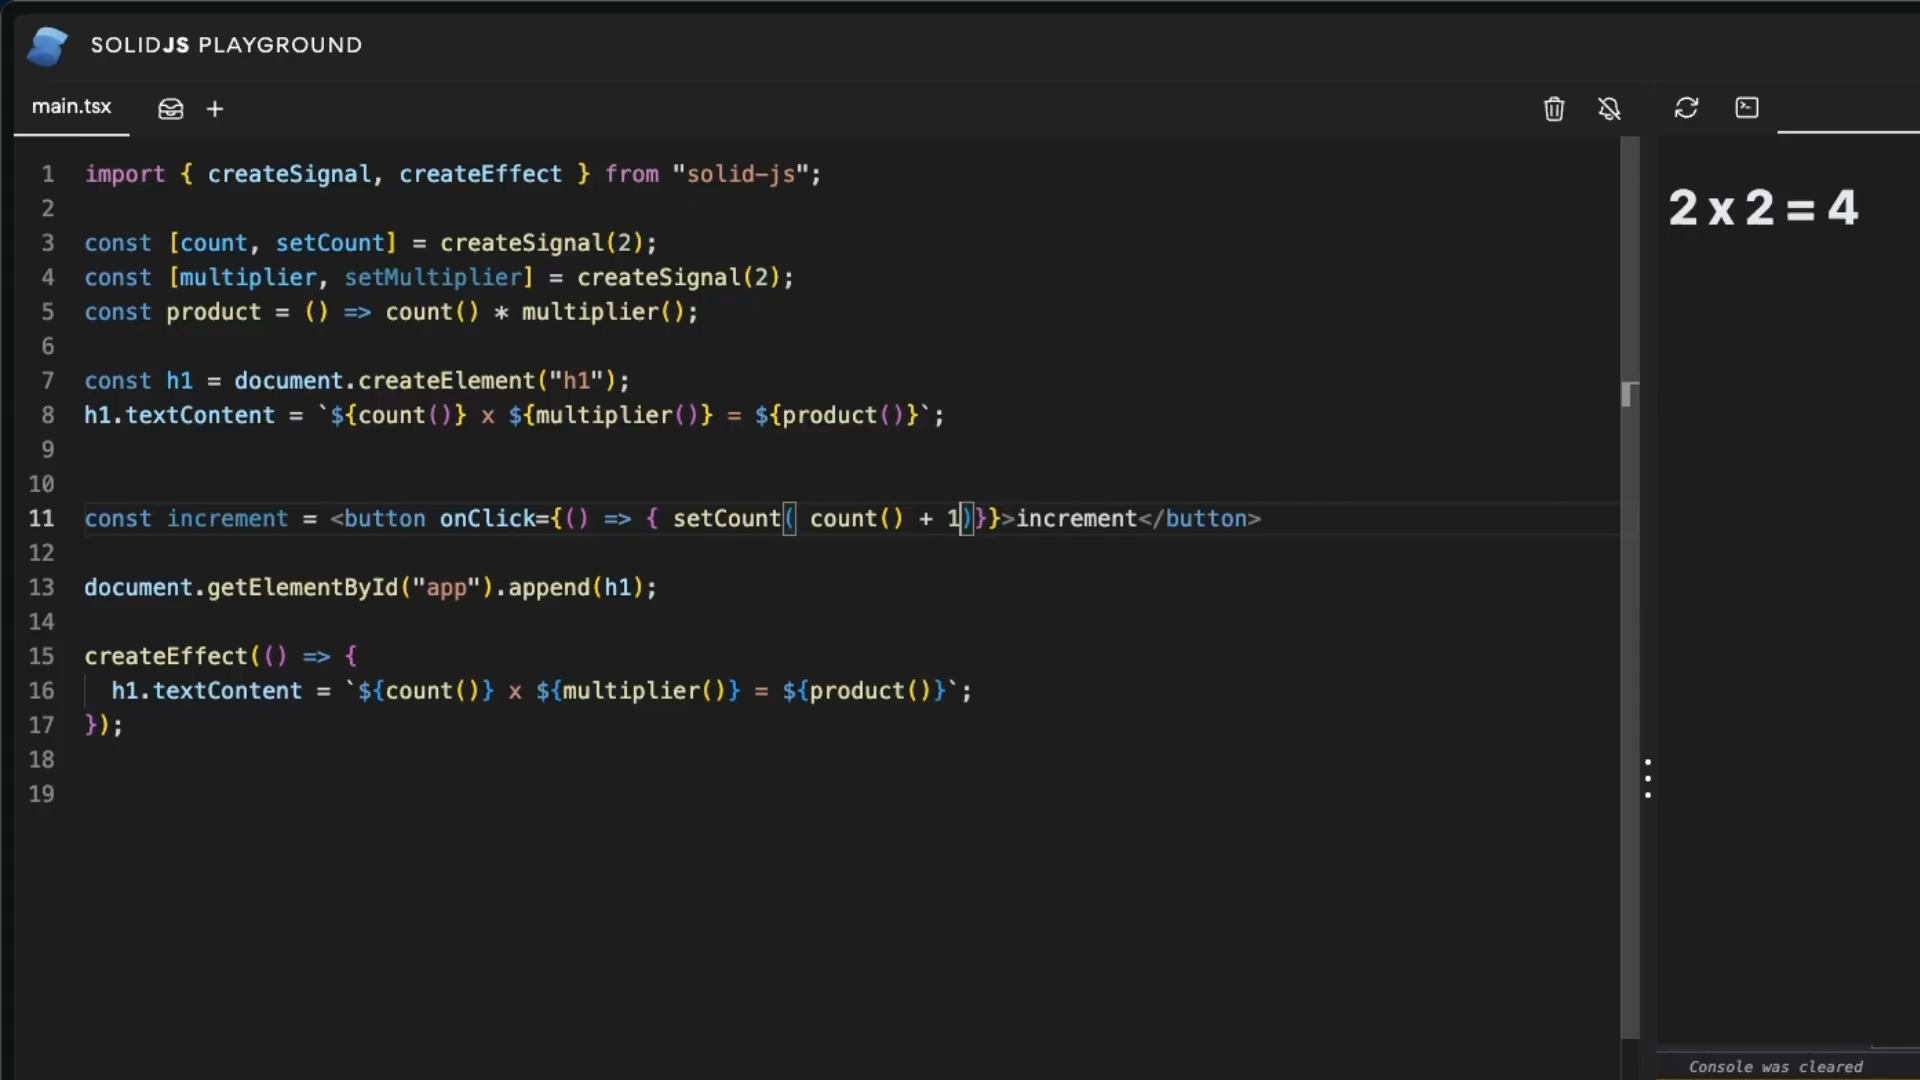 SOLIDJS PLAYGROUND
main.tsx
1 import { createSignal, createEffect } from "solid-js";
2
3 const [count, setCount] = createSignal(2);
4 const [multiplier, setMultiplier] = createSignal(2);
5 const product = () => count() * multiplier();
6
7 const h1 = document.createElement("h1");
8 h1.textContent = `${count()} x ${multiplier()} = ${product()}`;
9
10
11 const increment = <button onClick={() => { setCount( count() + 1)}}>increment</button>
12
13 document.getElementById("app").append(h1);
14
15 createEffect(() => {
16   h1.textContent = `${count()} x ${multiplier()} = ${product()}`;
17 });
18
19
2 x 2 = 4
Console was cleared